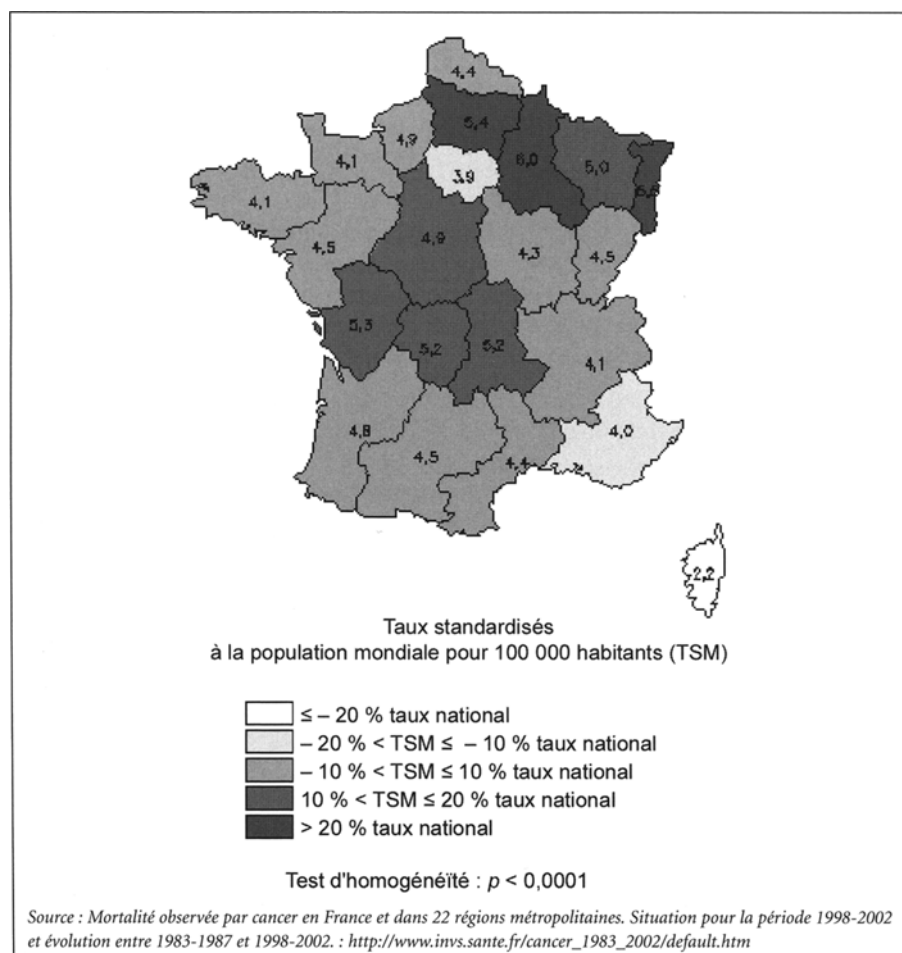 4,4
5,4
4,9
6,0
5,0
4,1
3,9
4,1
4,9
4,5
4,3
4,5
5,3
5,2
5,2
4,1
4,8
4,5
4,4
4,0
2,2
Taux standardisés
à la population mondiale pour 100 000 habitants (TSM)
≤ – 20 % taux national
– 20 % < TSM ≤ – 10 % taux national
– 10 % < TSM ≤ 10 % taux national
10 % < TSM ≤ 20 % taux national
> 20 % taux national
Test d'homogénéïté : p < 0,0001
Source : Mortalité observée par cancer en France et dans 22 régions métropolitaines. Situation pour la période 1998-2002
et évolution entre 1983-1987 et 1998-2002. : http://www.invs.sante.fr/cancer_1983_2002/default.htm